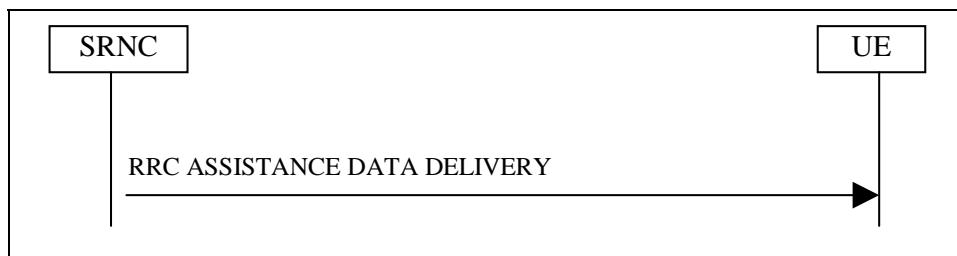 SRNC
UE
RRC ASSISTANCE DATA DELIVERY